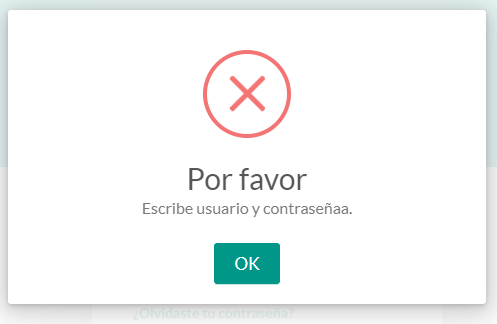 Por favor
Escribe usuario y contraseñaa.
OK
¿Olvidaste tu contraseña?